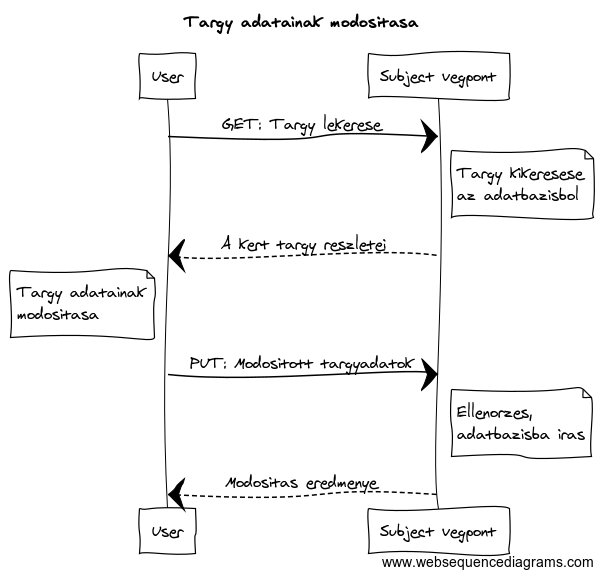 Targy adatainak modositasa
User
Subject vegpont
GET: Targy lekerese
Targy kikeresese
az adatbazisbol
A kert targy reszletei
Targy adatainak
modositasa
PUT: Modositott targyadatok
Ellenorzes,
adatbazisba iras
Modositas eredmenye
User
Subject vegpont
www.websequencediagrams.com